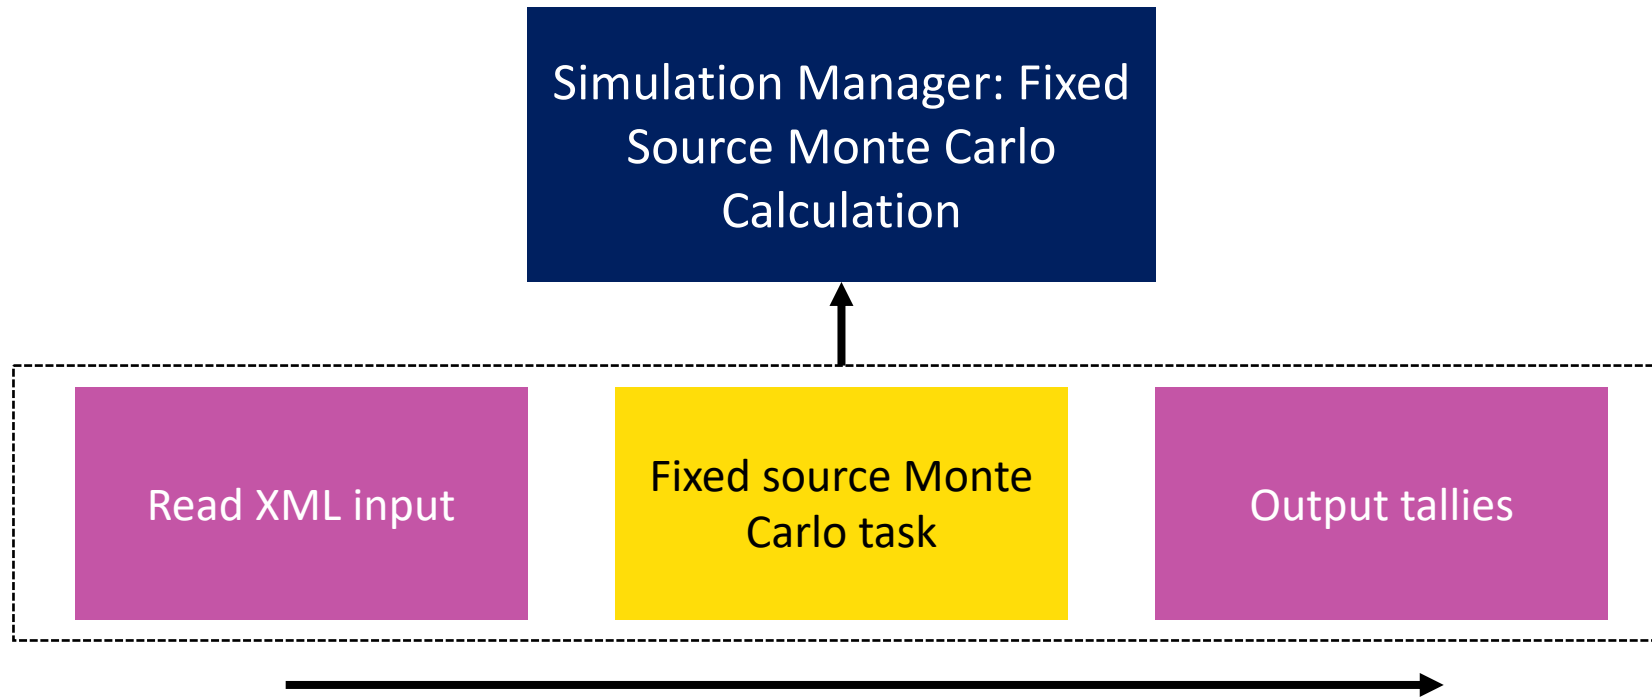 Simulation Manager: Fixed
Source Monte Carlo
Calculation
Read XML input
Fixed source Monte
Carlo task
Output tallies